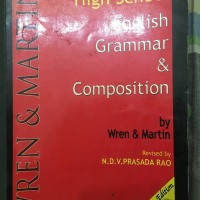 High School
English
Grammar
&
Composition
by
Wren & Martin
Revised by
N.D.V.PRASADA RAO
Edition
WREN & MARTIN